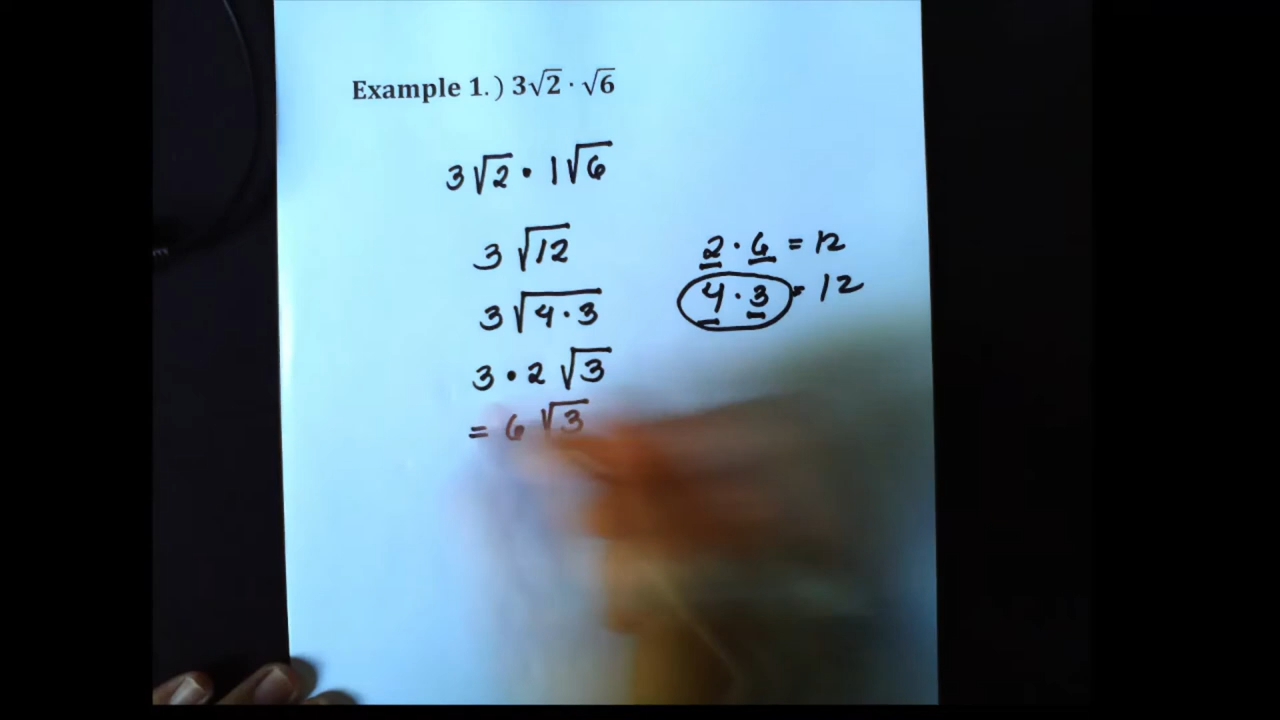 Example 1.) 3√2 · √6
3√2 · 1√6
3√12
2 · 6 = 12
3√4·3
4 · 3 = 12
3 · 2√3
= 6√3